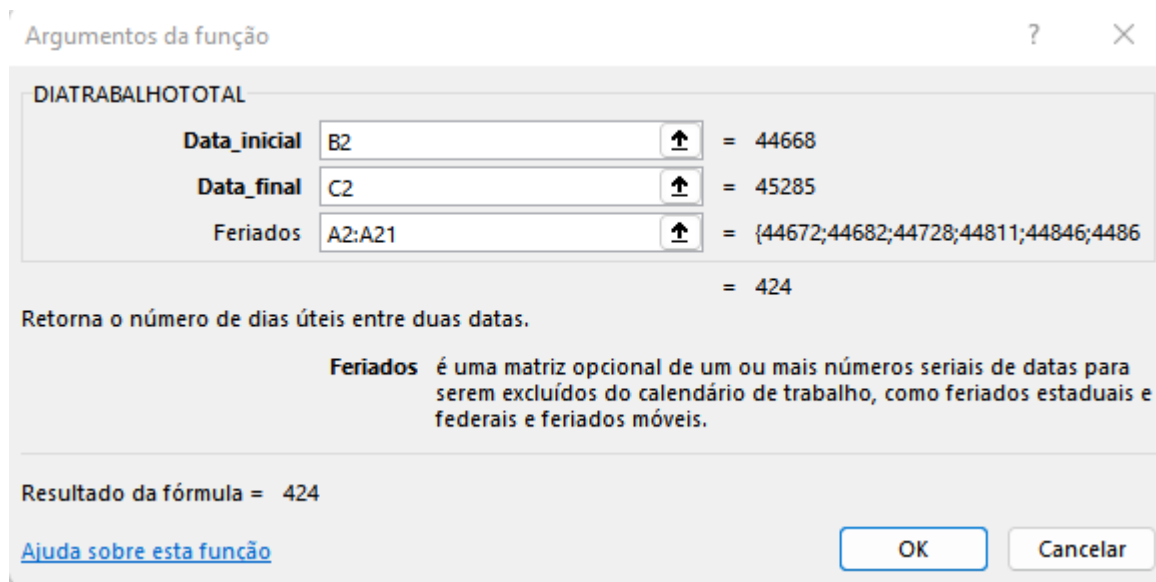 Argumentos da função ?
DIATRABALHOTOTAL
Data_inicial B2 = 44668
Data_final C2 = 45285
Feriados A2:A21 = {44672;44682;44728;44811;44846;4486
= 424
Retorna o número de dias úteis entre duas datas.
Feriados é uma matriz opcional de um ou mais números seriais de datas para
serem excluídos do calendário de trabalho, como feriados estaduais e
federais e feriados móveis.
Resultado da fórmula = 424
Ajuda sobre esta função OK Cancelar